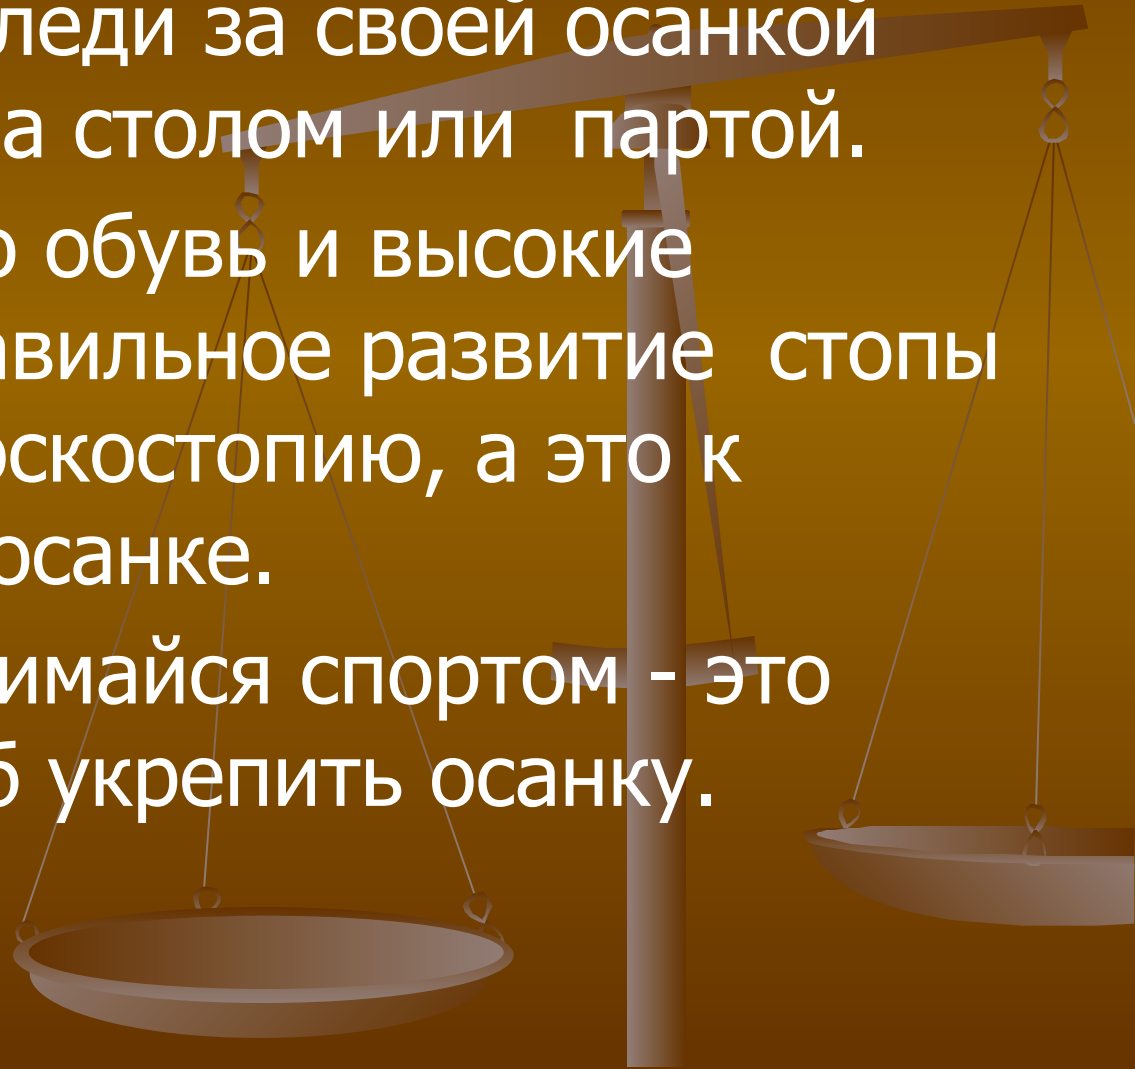 леди за своей осанкой
а столом или партой.
о обувь и высокие
авильное развитие стопы
оскостопию, а это к
осанке.
имайся спортом - это
б укрепить осанку.